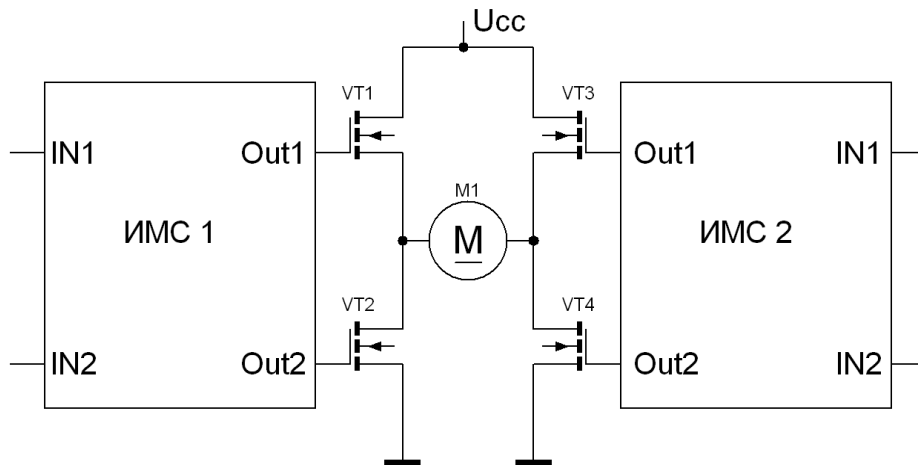 Ucc
VT1
VT3
IN1
Out1
Out1
IN1
M1
ИМС 1
M
ИМС 2
VT2
VT4
IN2
Out2
Out2
IN2